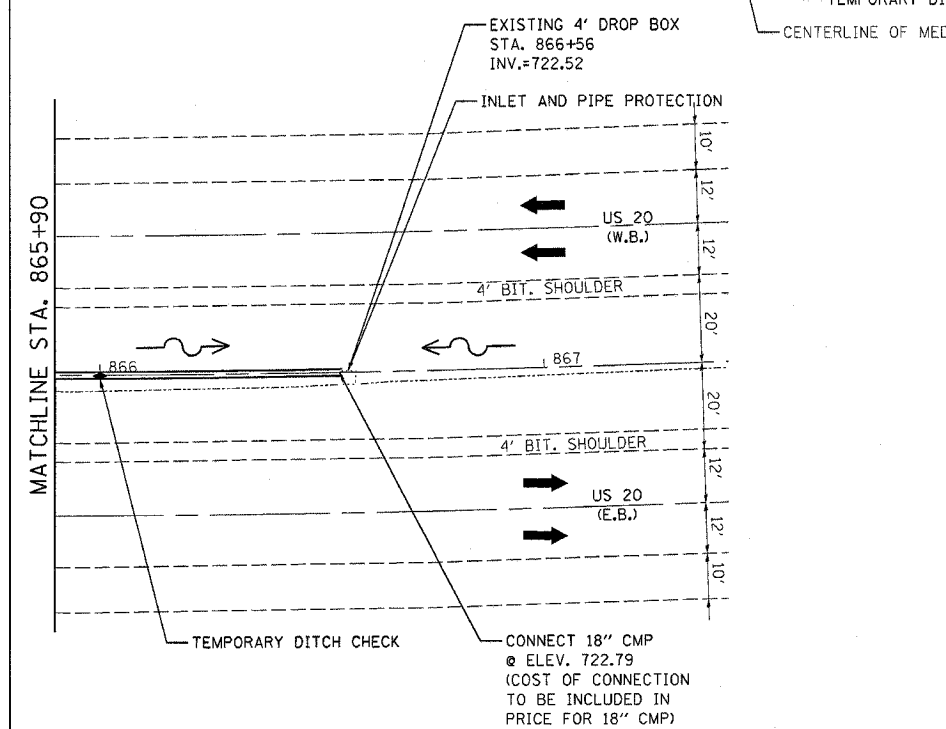 TEMPORARY DI
CENTERLINE OF MED
EXISTING 4' DROP BOX
STA. 866+56
INV.=722.52
INLET AND PIPE PROTECTION
MATCHLINE STA. 865+90
10'
12'
US 20
(W.B.)
12'
4' BIT. SHOULDER
20'
866
867
20'
4' BIT. SHOULDER
12'
US 20
(E.B.)
12'
10'
TEMPORARY DITCH CHECK
CONNECT 18" CMP
@ ELEV. 722.79
(COST OF CONNECTION
TO BE INCLUDED IN
PRICE FOR 18" CMP)